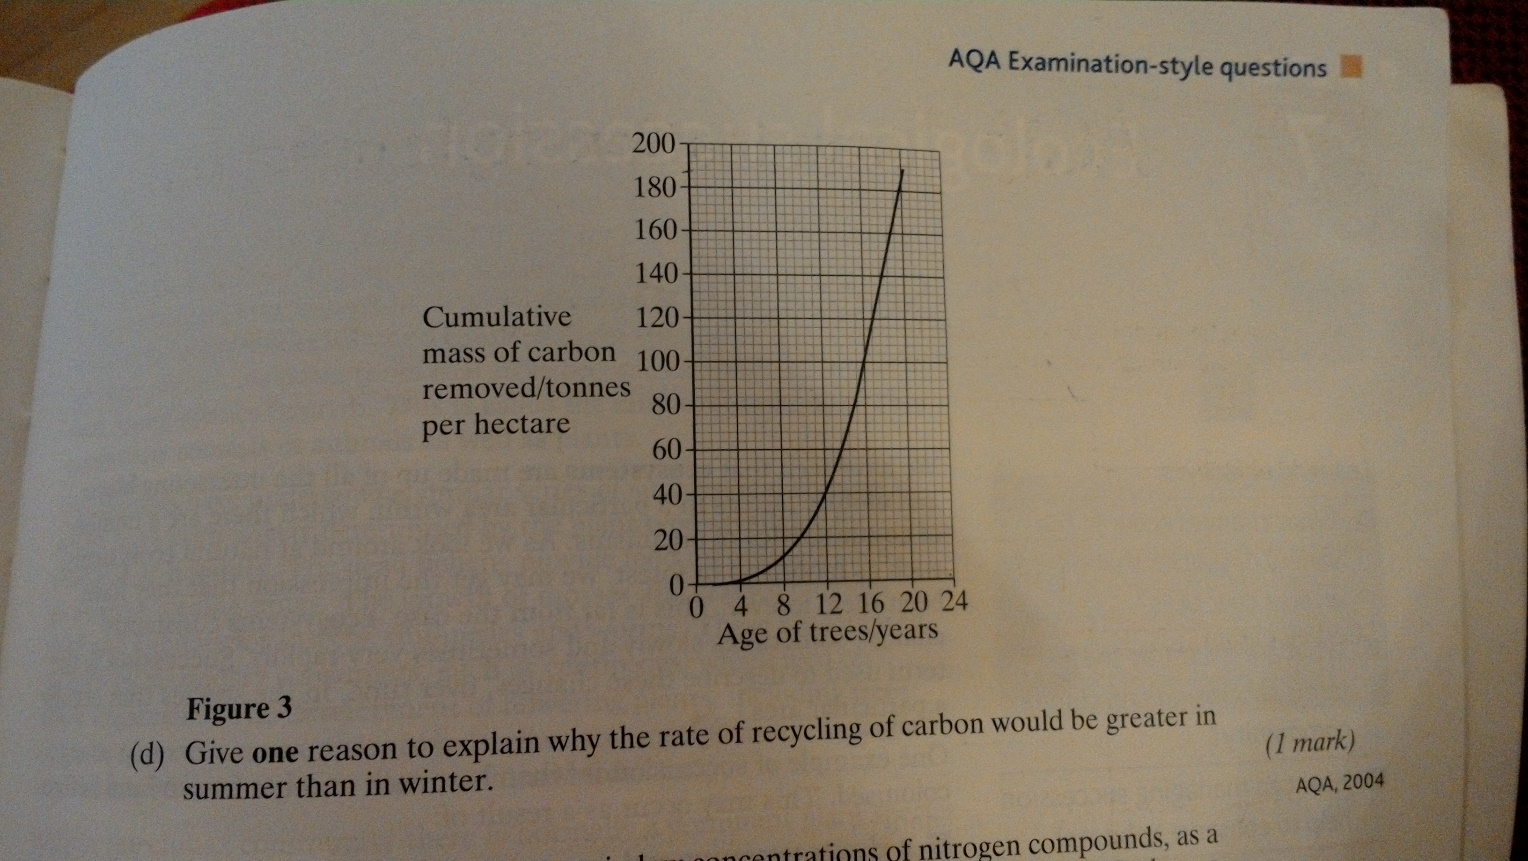 AQA Examination-style questions
200
180
160
140
120
100
80
60
40
20
0
Cumulative
mass of carbon
removed/tonnes
per hectare
0 4 8 12 16 20 24
Age of trees/years
Figure 3
(d) Give one reason to explain why the rate of recycling of carbon would be greater in
summer than in winter.
(1 mark)
AQA, 2004
concentrations of nitrogen compounds, as a